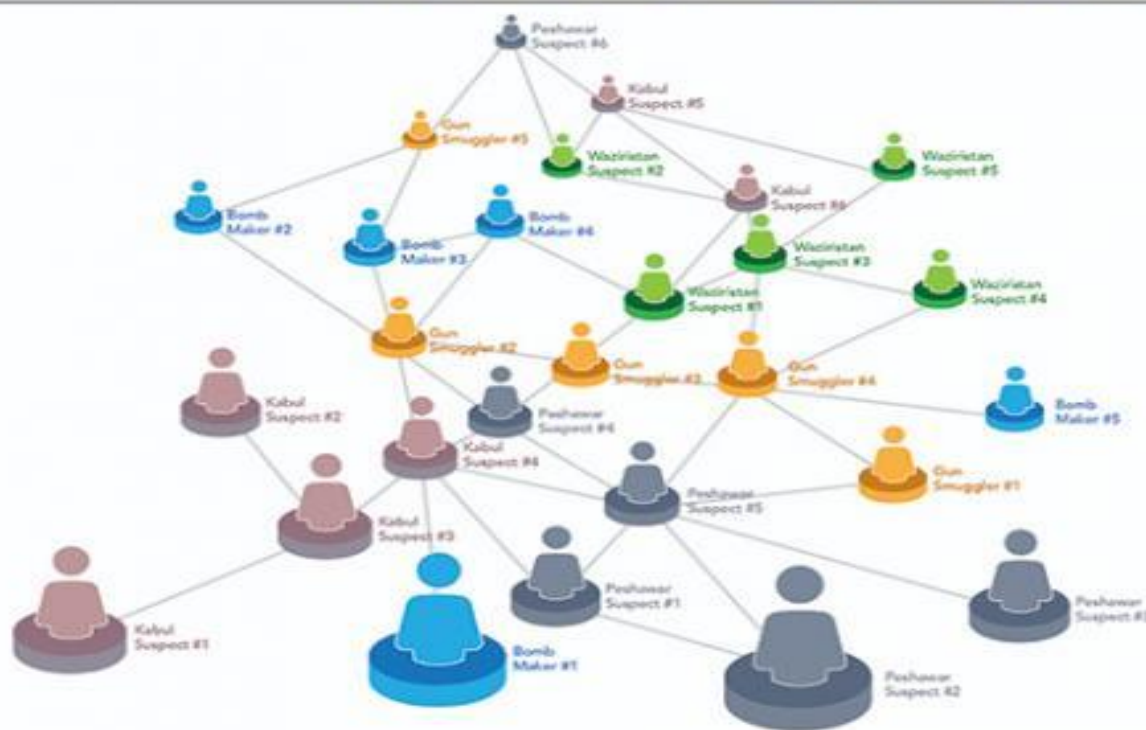 Peshawar
Suspect #6
Kabul
Suspect #5
Gun
Smuggler #5
Waziristan
Suspect #2
Waziristan
Suspect #5
Kabul
Suspect #6
Bomb
Maker #2
Bomb
Maker #4
Bomb
Maker #3
Waziristan
Suspect #3
Waziristan
Suspect #1
Waziristan
Suspect #4
Gun
Smuggler #2
Gun
Smuggler #3
Gun
Smuggler #4
Kabul
Suspect #2
Peshawar
Suspect #4
Bomb
Maker #5
Kabul
Suspect #4
Gun
Smuggler #1
Peshawar
Suspect #5
Kabul
Suspect #3
Peshawar
Suspect #1
Peshawar
Suspect
Kabul
Suspect #1
Bomb
Maker #1
Peshawar
Suspect #2